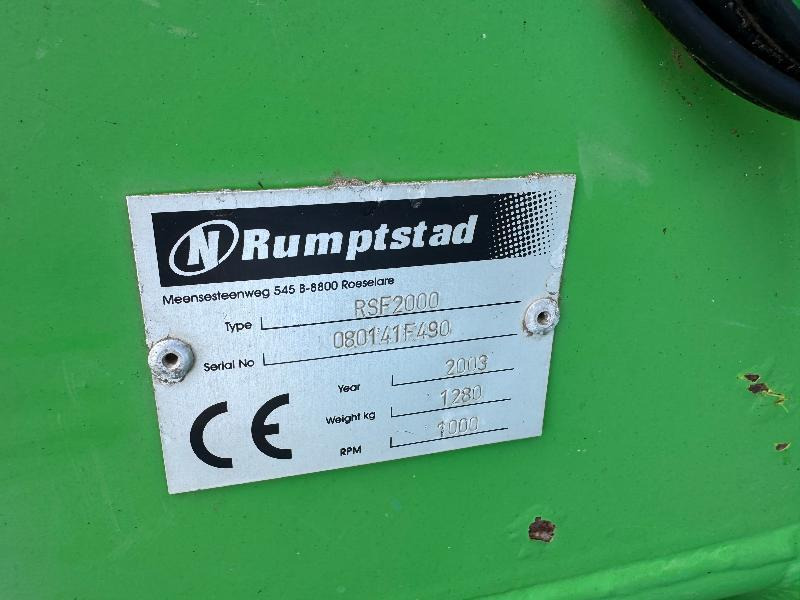 N Rumptstad
Meensesteenweg 545 B-8800 Roeselare
Type RSF2000
Serial No 080141F490
Year 2003
CE Weight kg 1280
RPM 1000